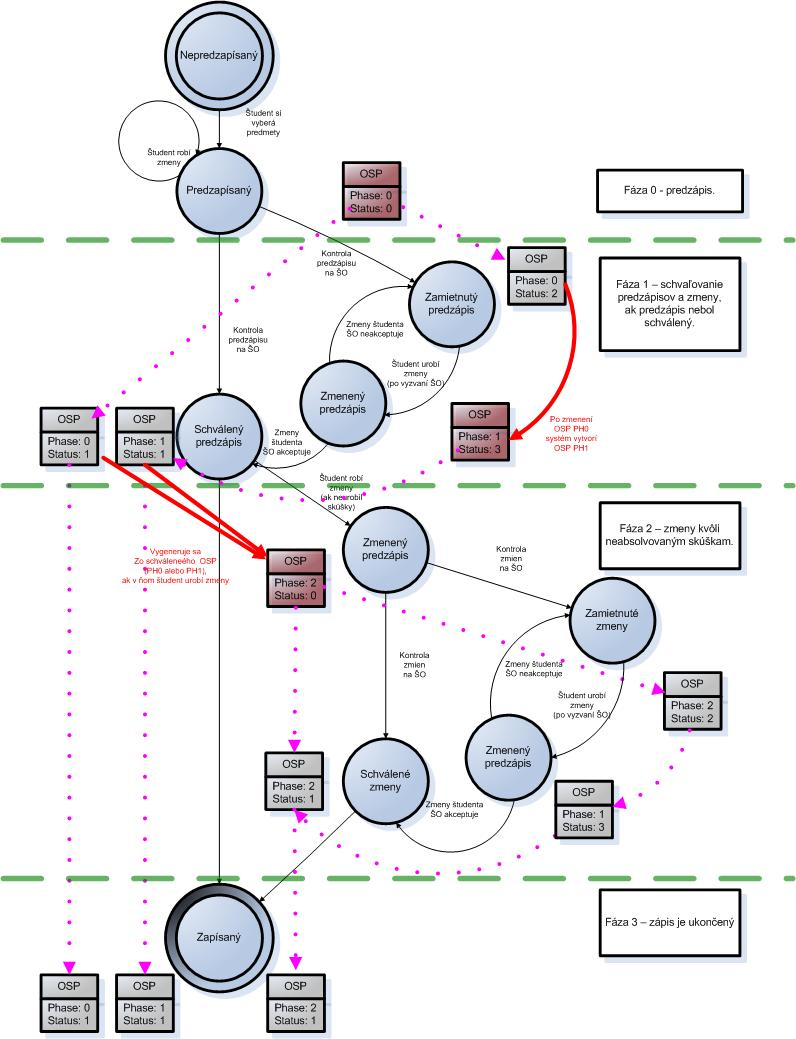 Nepredzapísaný
Študent si
vyberá
predmety
Študent robí
zmeny
Predzapísaný
OSP
Phase: 0
Status: 0
Fáza 0 - predzápis.
Kontrola
predzápisu
na ŠO
OSP
Phase: 0
Status: 2
Zamietnutý
predzápis
Fáza 1 – schvaľovanie
predzápisov a zmeny,
ak predzápis nebol
schválený.
Kontrola
predzápisu
na ŠO
Zmeny študenta
ŠO neakceptuje
Študent urobí
zmeny
(po vyzvaní ŠO)
Zmenený
predzápis
OSP
Phase: 0
Status: 1
OSP
Phase: 1
Status: 1
Schválený
predzápis
Zmeny
študenta
ŠO akceptuje
OSP
Phase: 1
Status: 3
Po zmenení
OSP PH0
systém vytvorí
OSP PH1
Študent robí
zmeny
(ak neurobil
skúšky)
Zmenený
predzápis
Fáza 2 – zmeny kvôli
neabsolvovaným skúškam.
Vygeneruje sa
Zo schváleneého OSP
(PH0 alebo PH1),
ak v ňom študent urobí zmeny
OSP
Phase: 2
Status: 0
Kontrola
zmien
na ŠO
Zamietnuté
zmeny
Kontrola
zmien
na ŠO
Zmeny študenta
ŠO neakceptuje
Študent urobí
zmeny
(po vyzvaní ŠO)
OSP
Phase: 2
Status: 2
Zmenený
predzápis
OSP
Phase: 2
Status: 1
Schválené
zmeny
Zmeny študenta
ŠO akceptuje
OSP
Phase: 1
Status: 3
Zapísaný
Fáza 3 – zápis je ukončený
OSP
Phase: 0
Status: 1
OSP
Phase: 1
Status: 1
OSP
Phase: 2
Status: 1